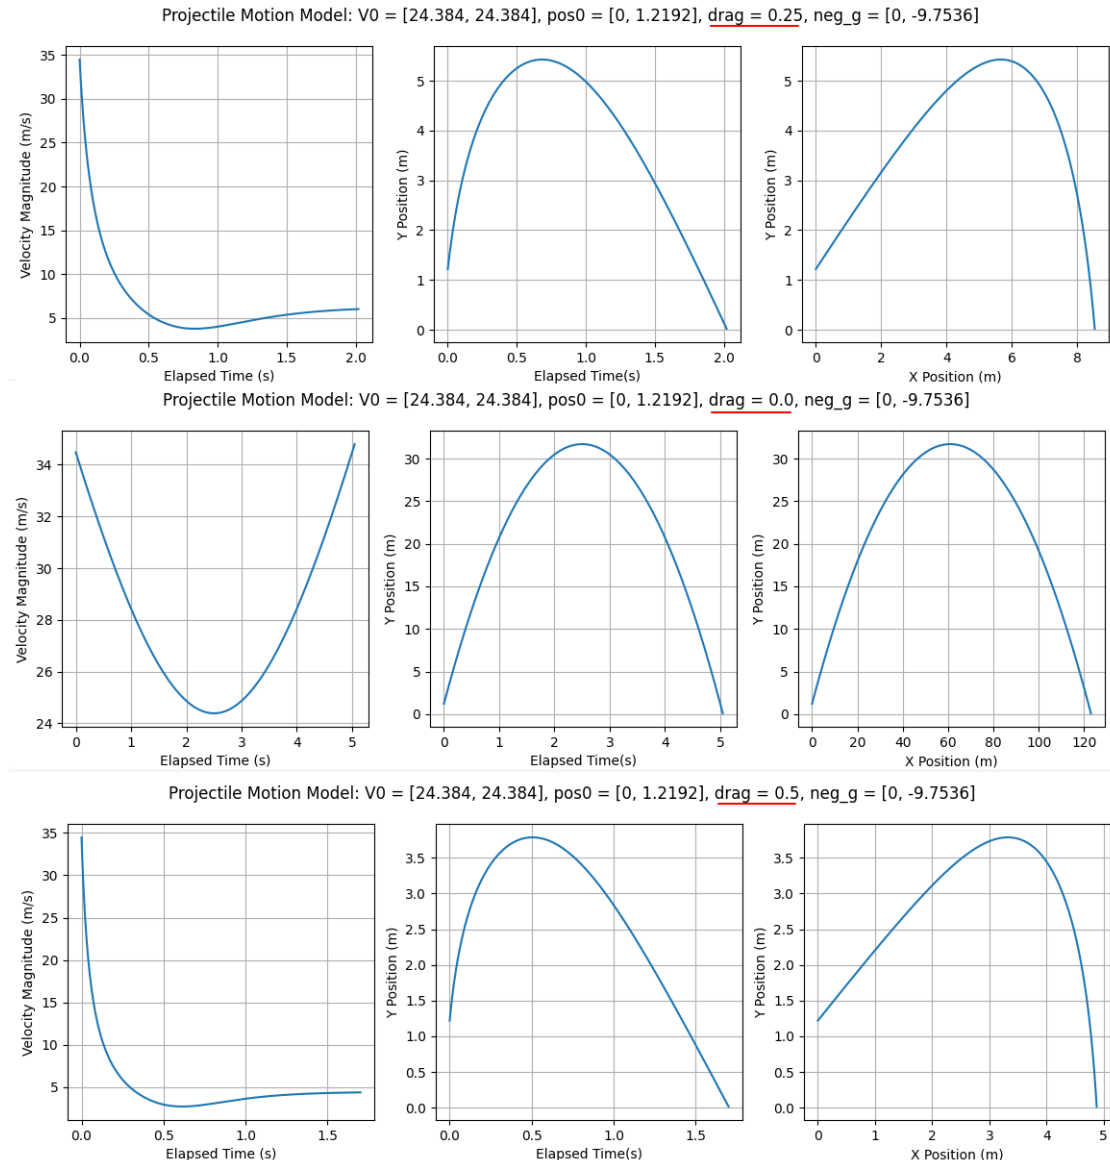 Projectile Motion Model: V0 = [24.384, 24.384], pos0 = [0, 1.2192], drag = 0.25, neg_g = [0, -9.7536]
Velocity Magnitude (m/s)
35
30
25
20
15
10
5
0.0 0.5 1.0 1.5 2.0
Elapsed Time (s)
Y Position (m)
5
4
3
2
1
0
0.0 0.5 1.0 1.5 2.0
Elapsed Time(s)
Y Position (m)
5
4
3
2
1
0
0 2 4 6 8
X Position (m)
Projectile Motion Model: V0 = [24.384, 24.384], pos0 = [0, 1.2192], drag = 0.0, neg_g = [0, -9.7536]
Velocity Magnitude (m/s)
34
32
30
28
26
24
0 1 2 3 4 5
Elapsed Time (s)
Y Position (m)
30
25
20
15
10
5
0
0 1 2 3 4 5
Elapsed Time(s)
Y Position (m)
30
25
20
15
10
5
0
0 20 40 60 80 100 120
X Position (m)
Projectile Motion Model: V0 = [24.384, 24.384], pos0 = [0, 1.2192], drag = 0.5, neg_g = [0, -9.7536]
Velocity Magnitude (m/s)
35
30
25
20
15
10
5
0.0 0.5 1.0 1.5
Elapsed Time (s)
Y Position (m)
3.5
3.0
2.5
2.0
1.5
1.0
0.5
0.0
0.0 0.5 1.0 1.5
Elapsed Time(s)
Y Position (m)
3.5
3.0
2.5
2.0
1.5
1.0
0.5
0.0
0 1 2 3 4 5
X Position (m)